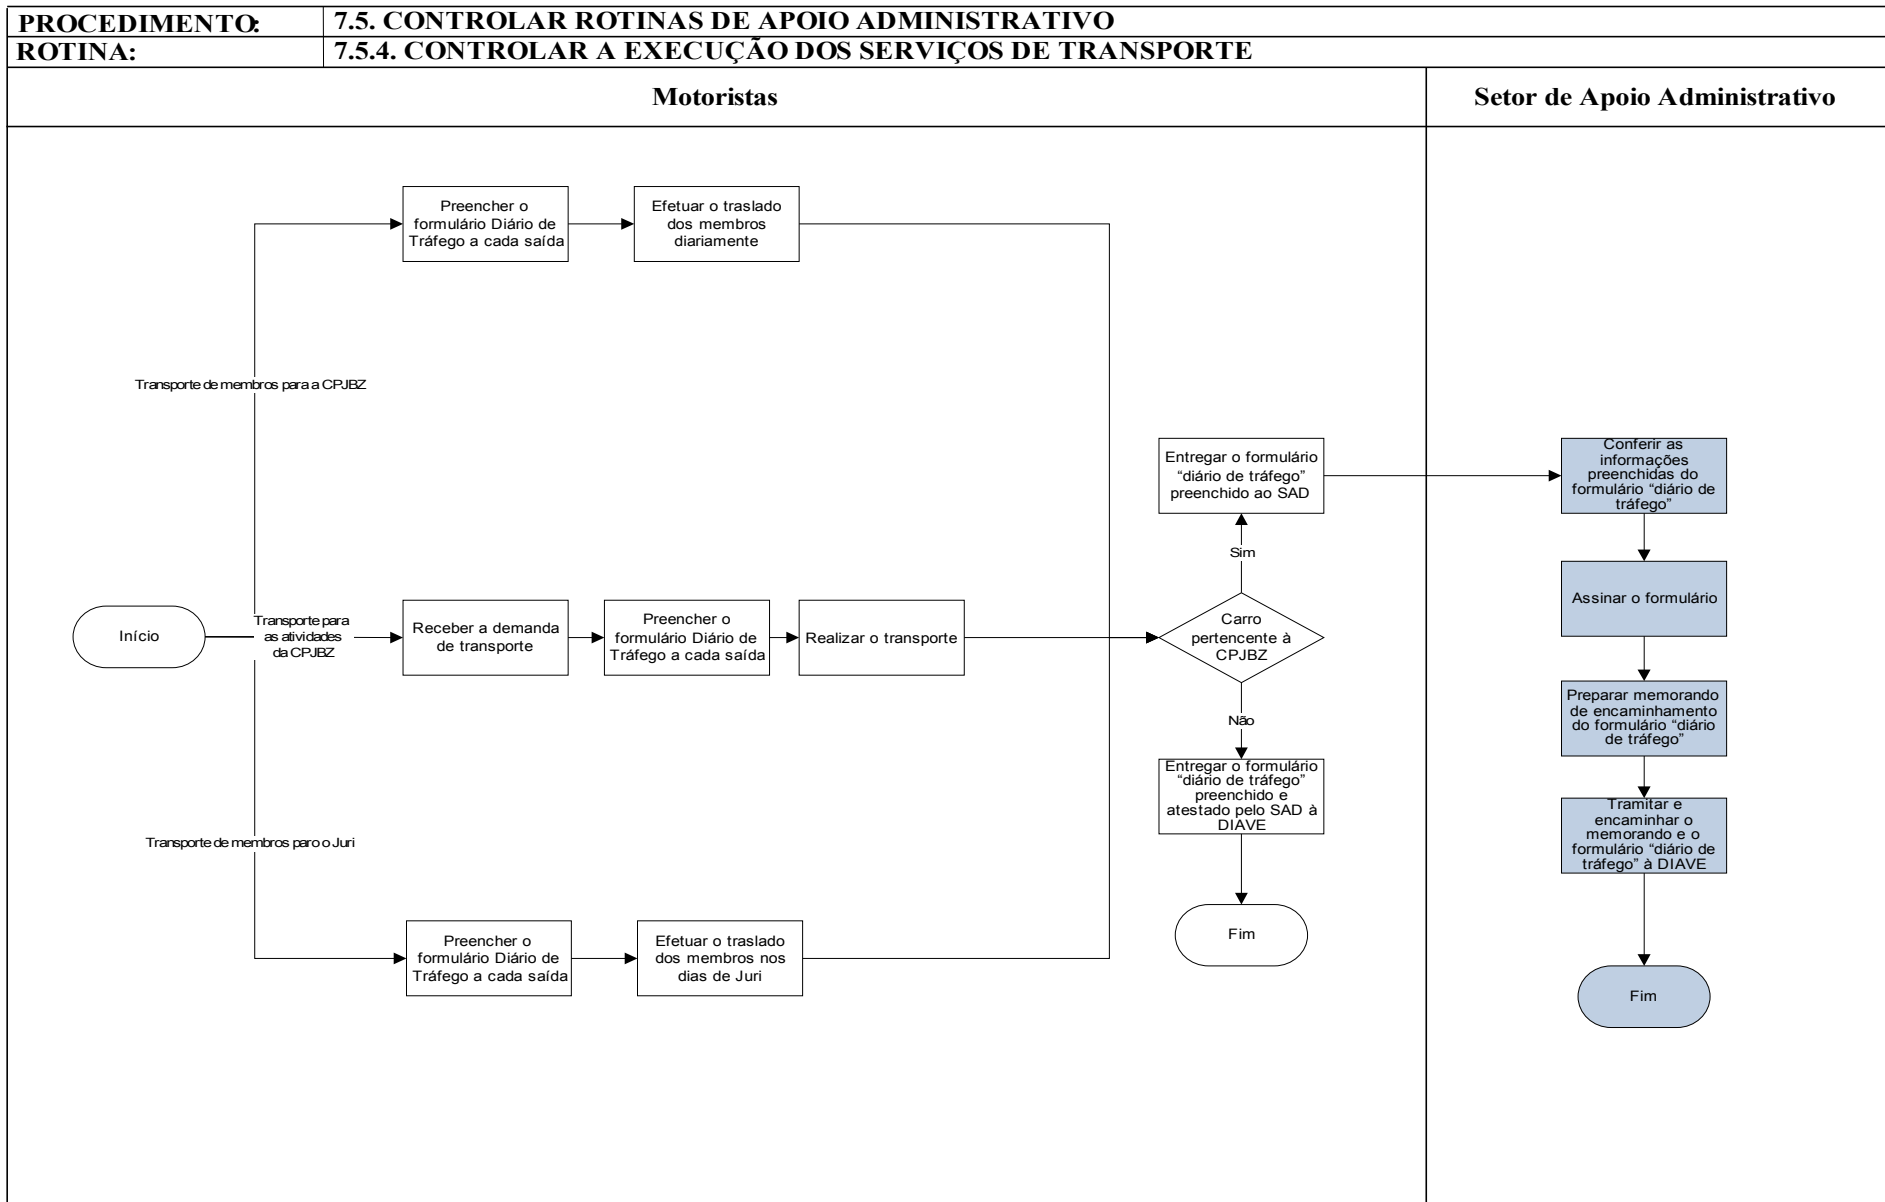 PROCEDIMENTO: 7.5. CONTROLAR ROTINAS DE APOIO ADMINISTRATIVO
ROTINA: 7.5.4. CONTROLAR A EXECUÇÃO DOS SERVIÇOS DE TRANSPORTE
Motoristas
Setor de Apoio Administrativo
Preencher o
formulário Diário de
Tráfego a cada saída
Efetuar o traslado
dos membros
diariamente
Transporte de membros para a CPJBZ
Início
Transporte para
as atividades
da CPJBZ
Receber a demanda
de transporte
Preencher o
formulário Diário de
Tráfego a cada saída
Realizar o transporte
Transporte de membros paro o Juri
Preencher o
formulário Diário de
Tráfego a cada saída
Efetuar o traslado
dos membros nos
dias de Juri
Entregar o formulário
“diário de tráfego”
preenchido ao SAD
Sim
Carro
pertencente à
CPJBZ
Não
Entregar o formulário
“diário de tráfego”
preenchido e
atestado pelo SAD à
DIAVE
Fim
Conferir as
informações
preenchidas do
formulário “diário de
tráfego”
Assinar o formulário
Preparar memorando
de encaminhamento
do formulário “diário
de tráfego”
Tramitar e
encaminhar o
memorando e o
formulário “diário de
tráfego” à DIAVE
Fim